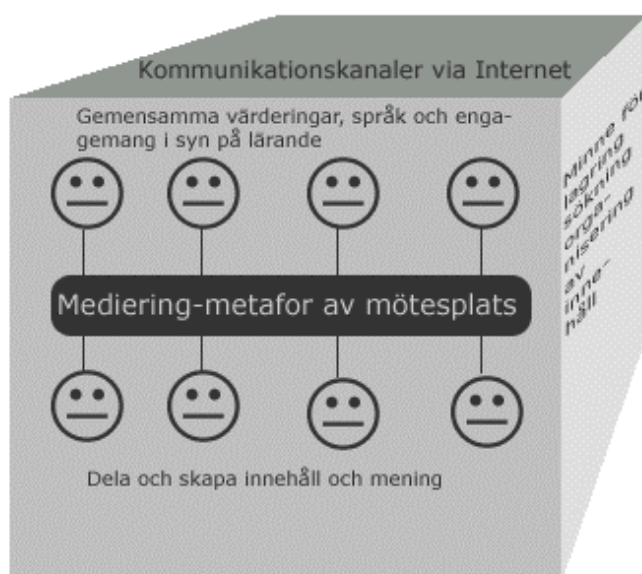 Kommunikationskanaler via Internet
Gemensamma värderingar, språk och enga-
gemang i syn på lärande
Mediering-metafor av mötesplats
Dela och skapa innehåll och mening
Minne för
lagring
sökning
orga-
nisering
av
inne-
håll